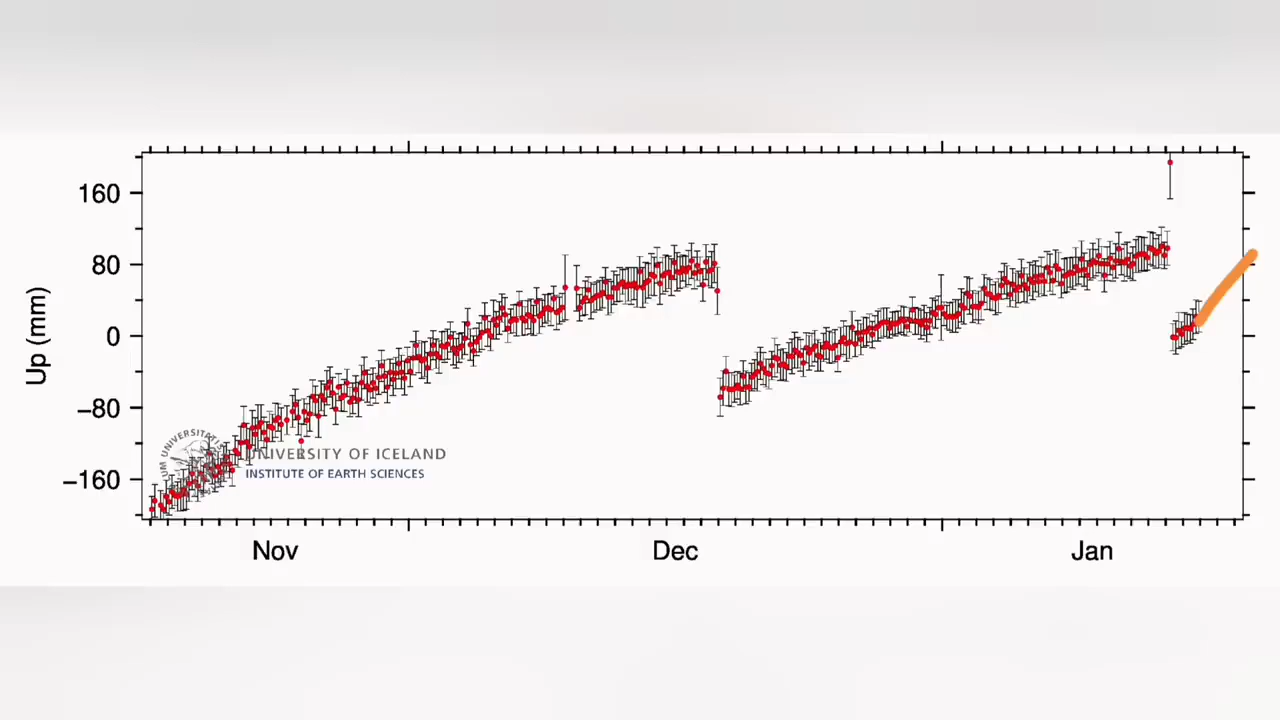 160
80
0
−80
−160
Up (mm)
UNIVERSITY OF ICELAND
INSTITUTE OF EARTH SCIENCES
Nov
Dec
Jan